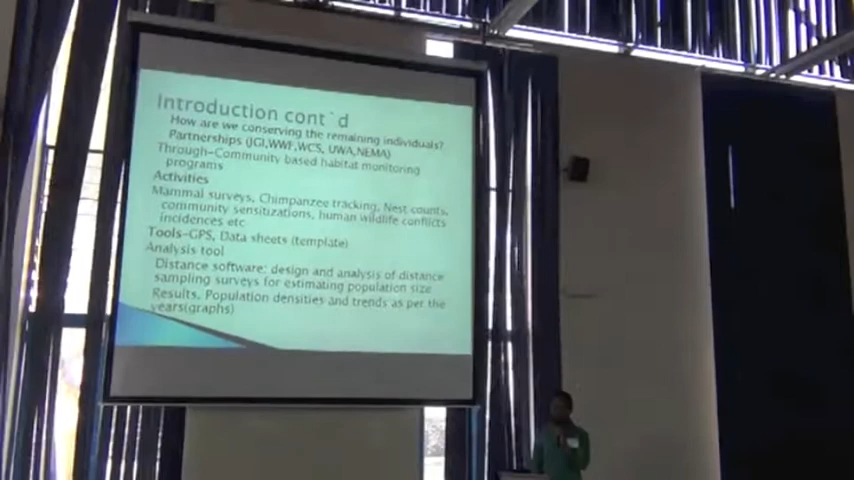 Introduction cont`d
How are we conserving the remaining individuals?
Partnerships (JGI,WWF,WCS, UWA,NEMA)
Through-Community based habitat monitoring
programs
Activities
Mammal surveys, Chimpanzee tracking, Nest counts,
community sensitizations, human wildlife conflicts
incidences etc
Tools-GPS, Data sheets (template)
Analysis tool
Distance software: design and analysis of distance
sampling surveys for estimating population size
Results, Population densities and trends as per the
years(graphs)